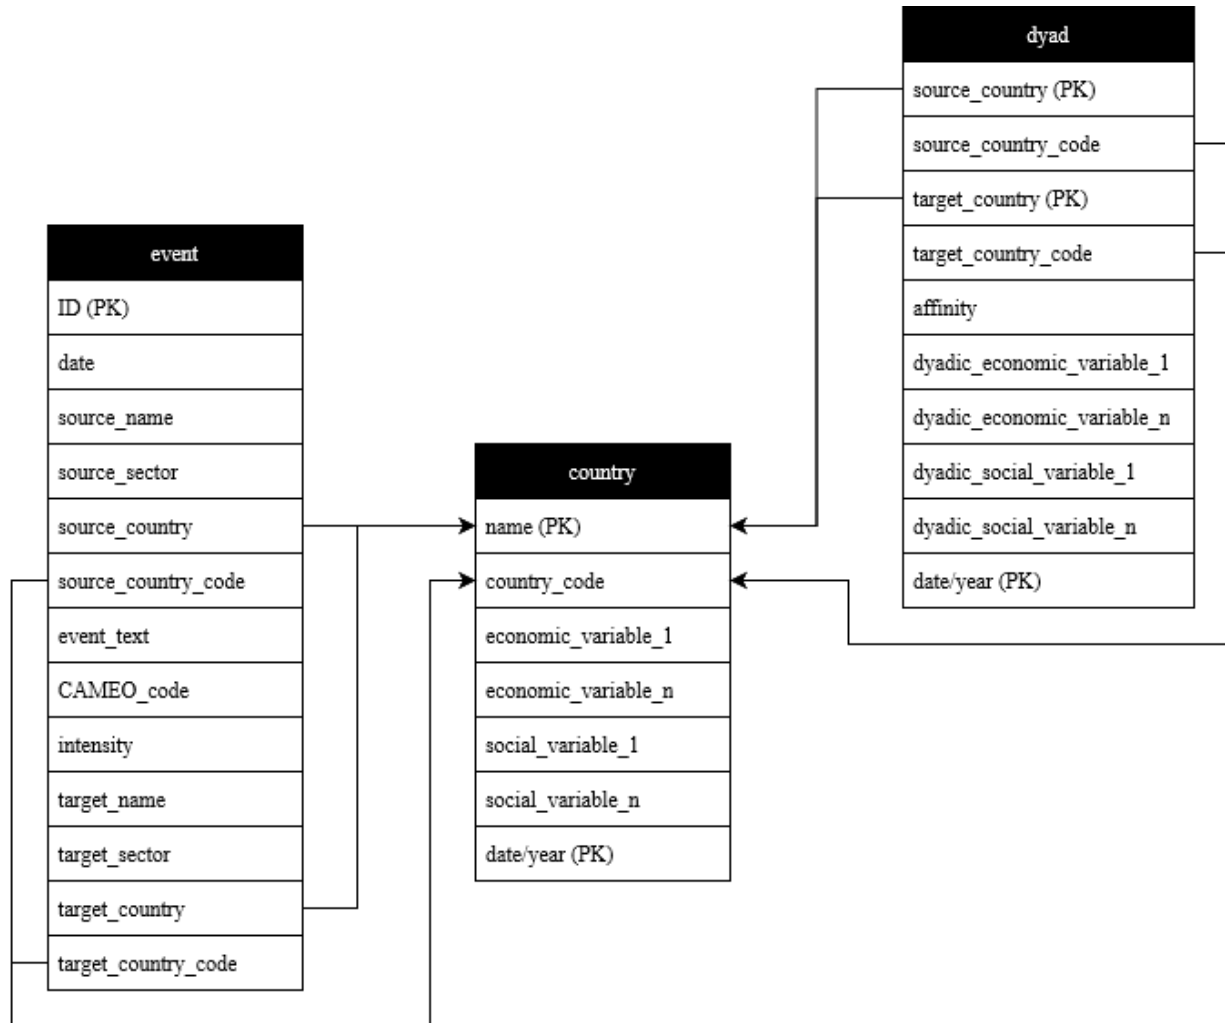 dyad
source_country (PK)
source_country_code
target_country (PK)
target_country_code
affinity
dyadic_economic_variable_1
dyadic_economic_variable_n
dyadic_social_variable_1
dyadic_social_variable_n
date/year (PK)
event
ID (PK)
date
source_name
source_sector
source_country
source_country_code
event_text
CAMEO_code
intensity
target_name
target_sector
target_country
target_country_code
country
name (PK)
country_code
economic_variable_1
economic_variable_n
social_variable_1
social_variable_n
date/year (PK)